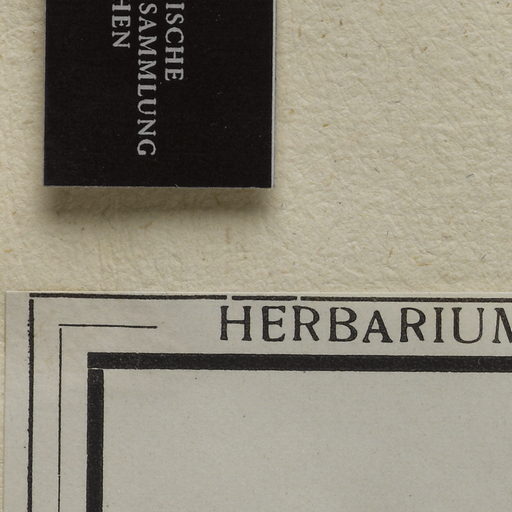 ISCHE
SAMMLUNG
HEN
HERBARIUM